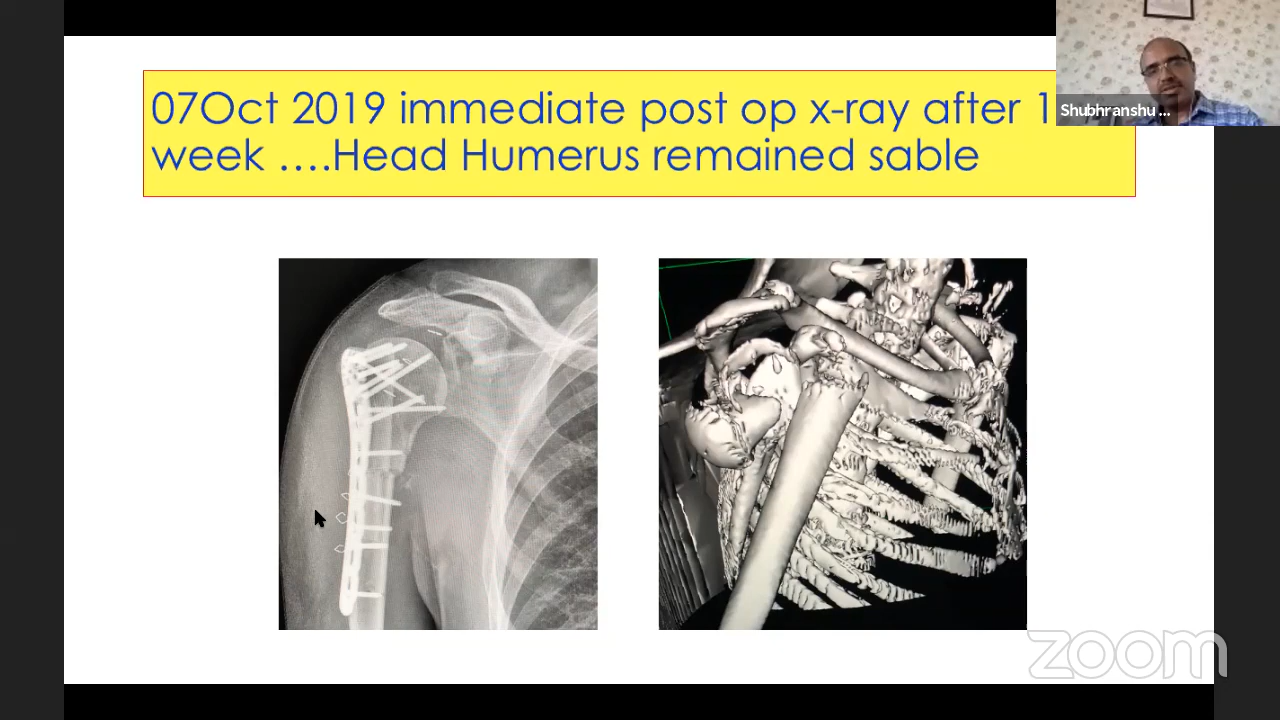 07Oct 2019 immediate post op x-ray after 1
week ….Head Humerus remained sable
Shubhranshu ...
zoom